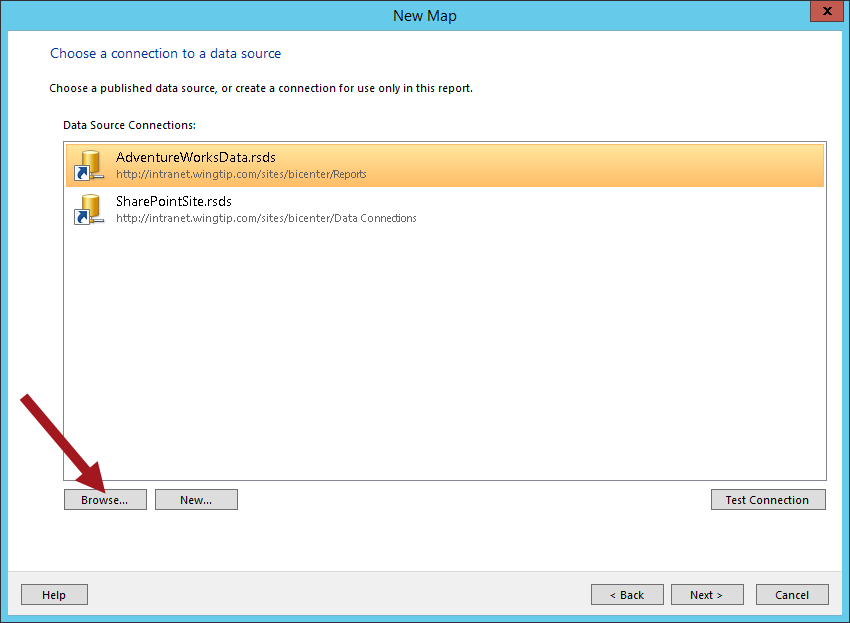 New Map
x
Choose a connection to a data source
Choose a published data source, or create a connection for use only in this report.
Data Source Connections:
AdventureWorksData.rsds
http://intranet.wingtip.com/sites/bicenter/Reports
SharePointSite.rsds
http://intranet.wingtip.com/sites/bicenter/Data Connections
Browse... New... Test Connection
Help < Back Next > Cancel